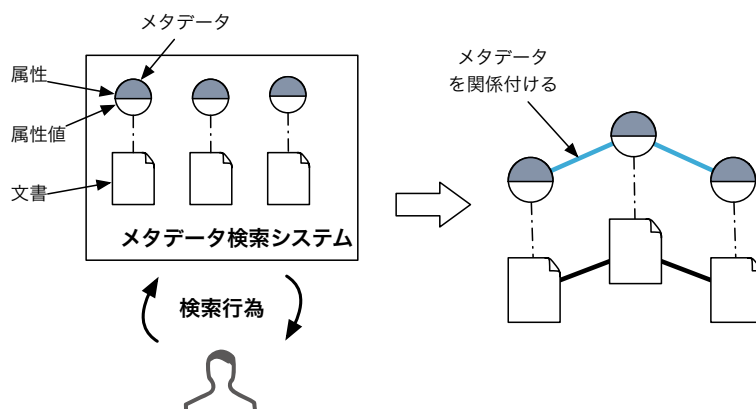 メタデータ
属性
属性値
文書
メタデータ検索システム
検索行為
メタデータ
を関係付ける